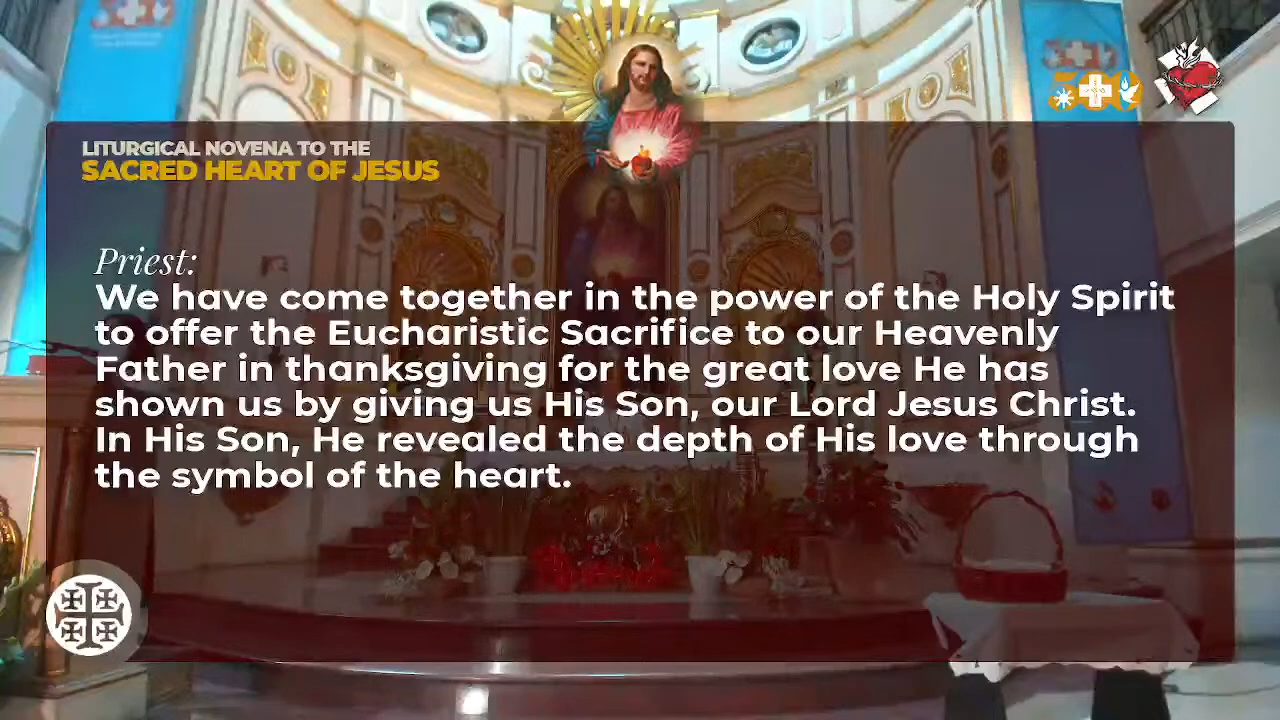 LITURGICAL NOVENA TO THE
SACRED HEART OF JESUS
Priest:
We have come together in the power of the Holy Spirit
to offer the Eucharistic Sacrifice to our Heavenly
Father in thanksgiving for the great love He has
shown us by giving us His Son, our Lord Jesus Christ.
In His Son, He revealed the depth of His love through
the symbol of the heart.
500